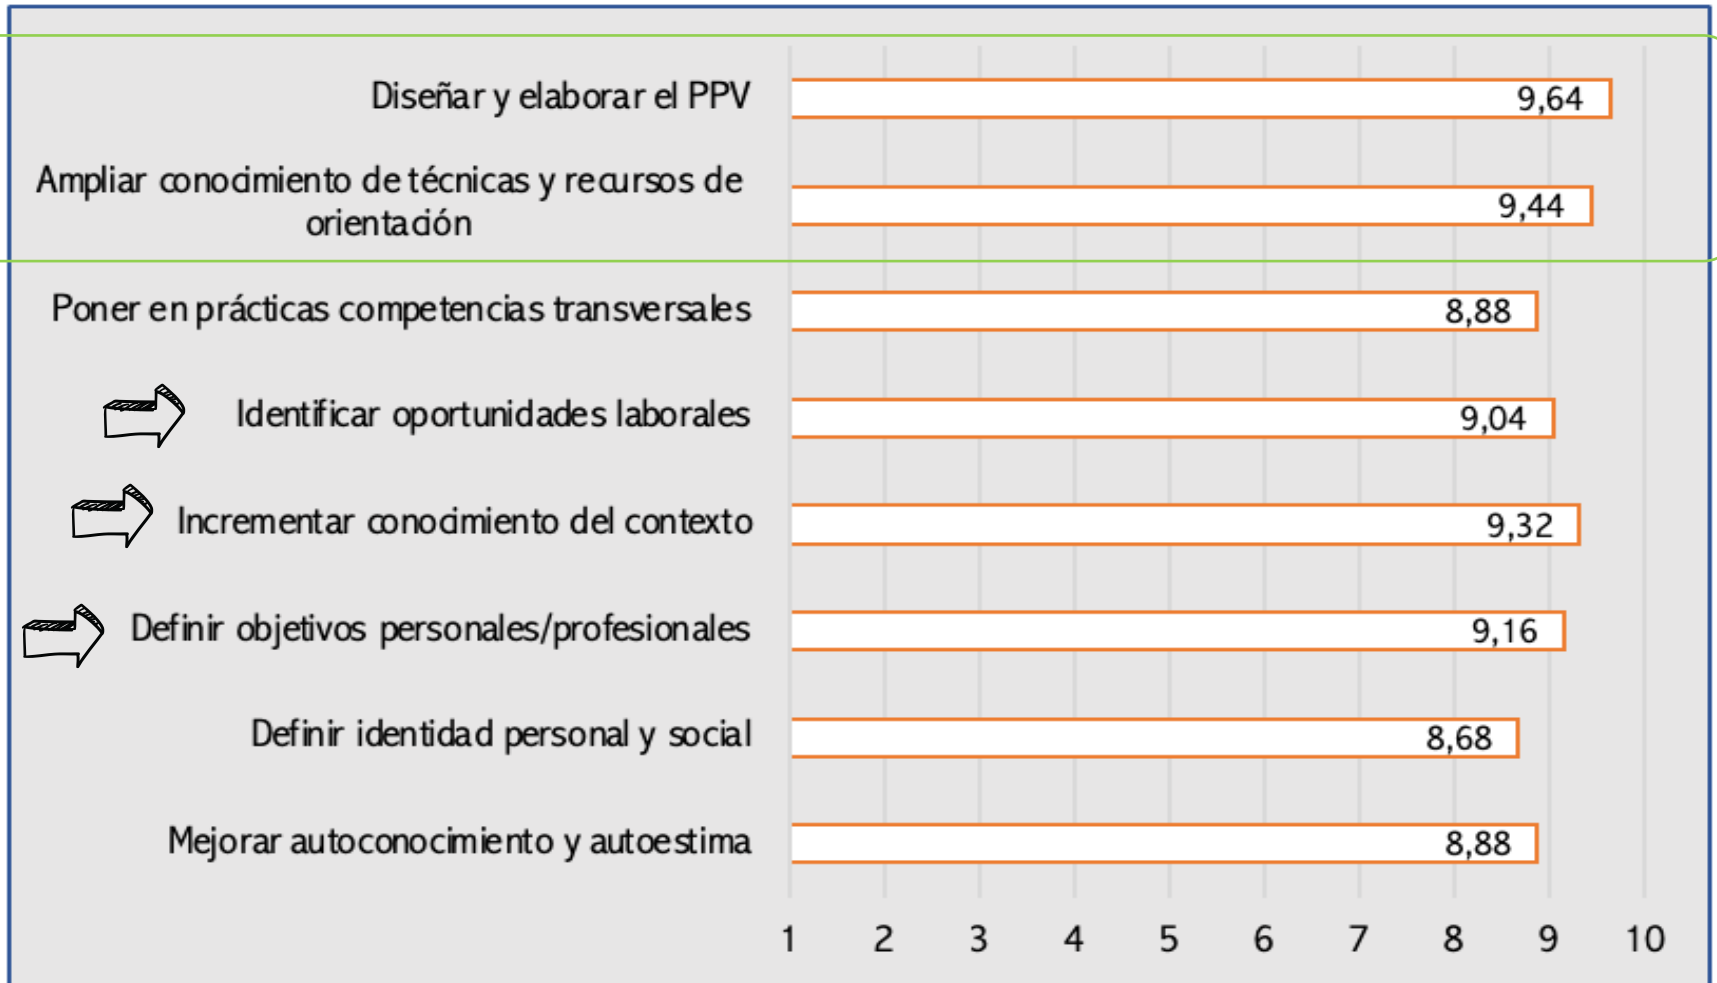 Diseñar y elaborar el PPV
9,64
Ampliar conocimiento de técnicas y recursos de
orientación
9,44
Poner en prácticas competencias transversales
8,88
Identificar oportunidades laborales
9,04
Incrementar conocimiento del contexto
9,32
Definir objetivos personales/profesionales
9,16
Definir identidad personal y social
8,68
Mejorar autoconocimiento y autoestima
8,88
1 2 3 4 5 6 7 8 9 10